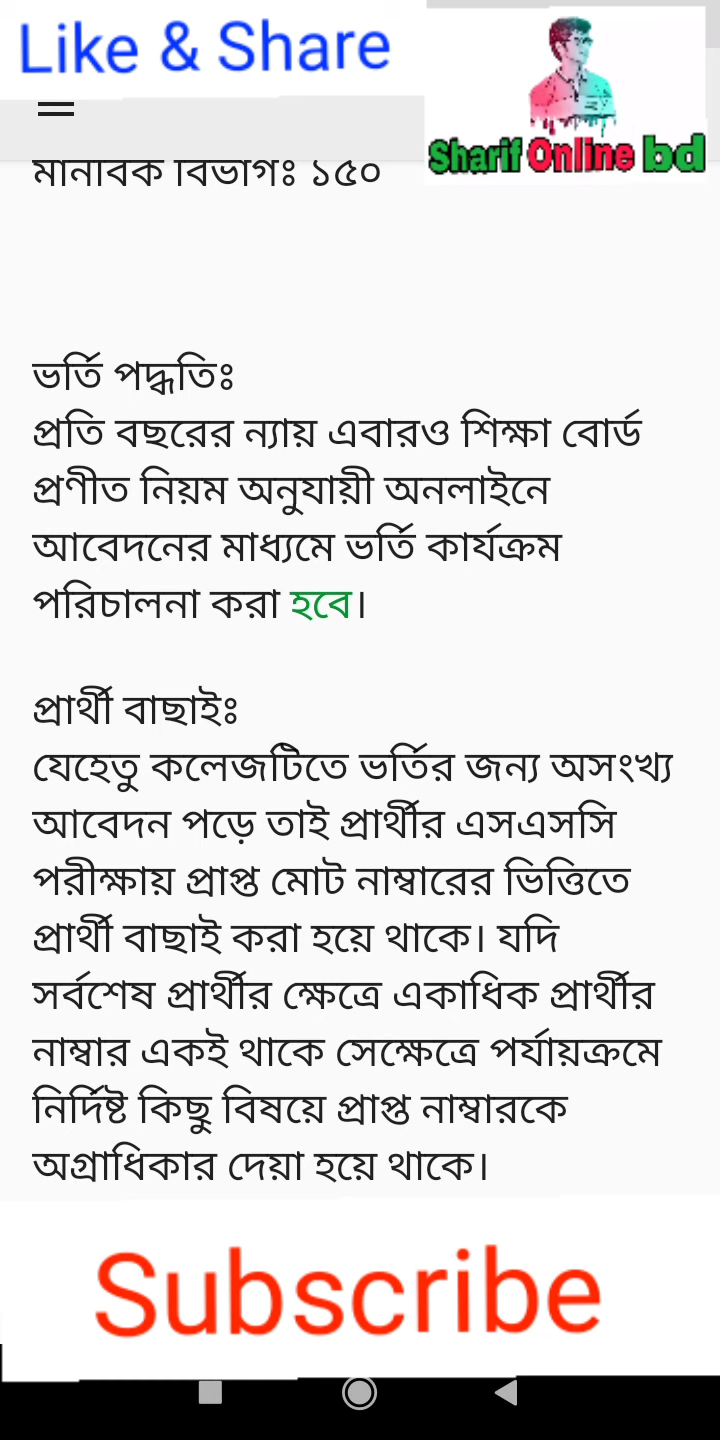 Like & Share
Sharif Online bd
মানবিক বিভাগঃ ১৫০
ভর্তি পদ্ধতিঃ
প্রতি বছরের ন্যায় এবারও শিক্ষা বোর্ড
প্রণীত নিয়ম অনুযায়ী অনলাইনে
আবেদনের মাধ্যমে ভর্তি কার্যক্রম
পরিচালনা করা হবে।
প্রার্থী বাছাইঃ
যেহেতু কলেজটিতে ভর্তির জন্য অসংখ্য
আবেদন পড়ে তাই প্রার্থীর এসএসসি
পরীক্ষায় প্রাপ্ত মোট নাম্বারের ভিত্তিতে
প্রার্থী বাছাই করা হয়ে থাকে। যদি
সর্বশেষ প্রার্থীর ক্ষেত্রে একাধিক প্রার্থীর
নাম্বার একই থাকে সেক্ষেত্রে পর্যায়ক্রমে
নির্দিষ্ট কিছু বিষয়ে প্রাপ্ত নাম্বারকে
অগ্রাধিকার দেয়া হয়ে থাকে।
Subscribe